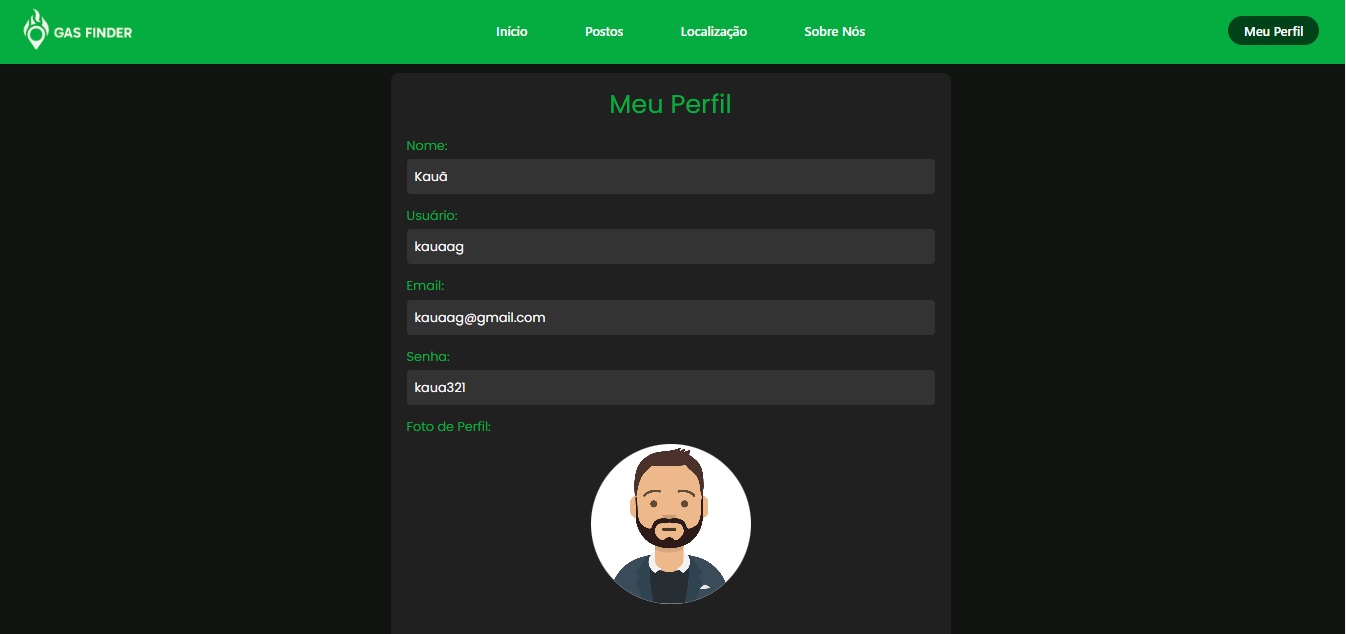 GAS FINDER
Início
Postos
Localização
Sobre Nós
Meu Perfil
Meu Perfil
Nome:
Kauã
Usuário:
kauaag
Email:
kauaag@gmail.com
Senha:
kaua321
Foto de Perfil: